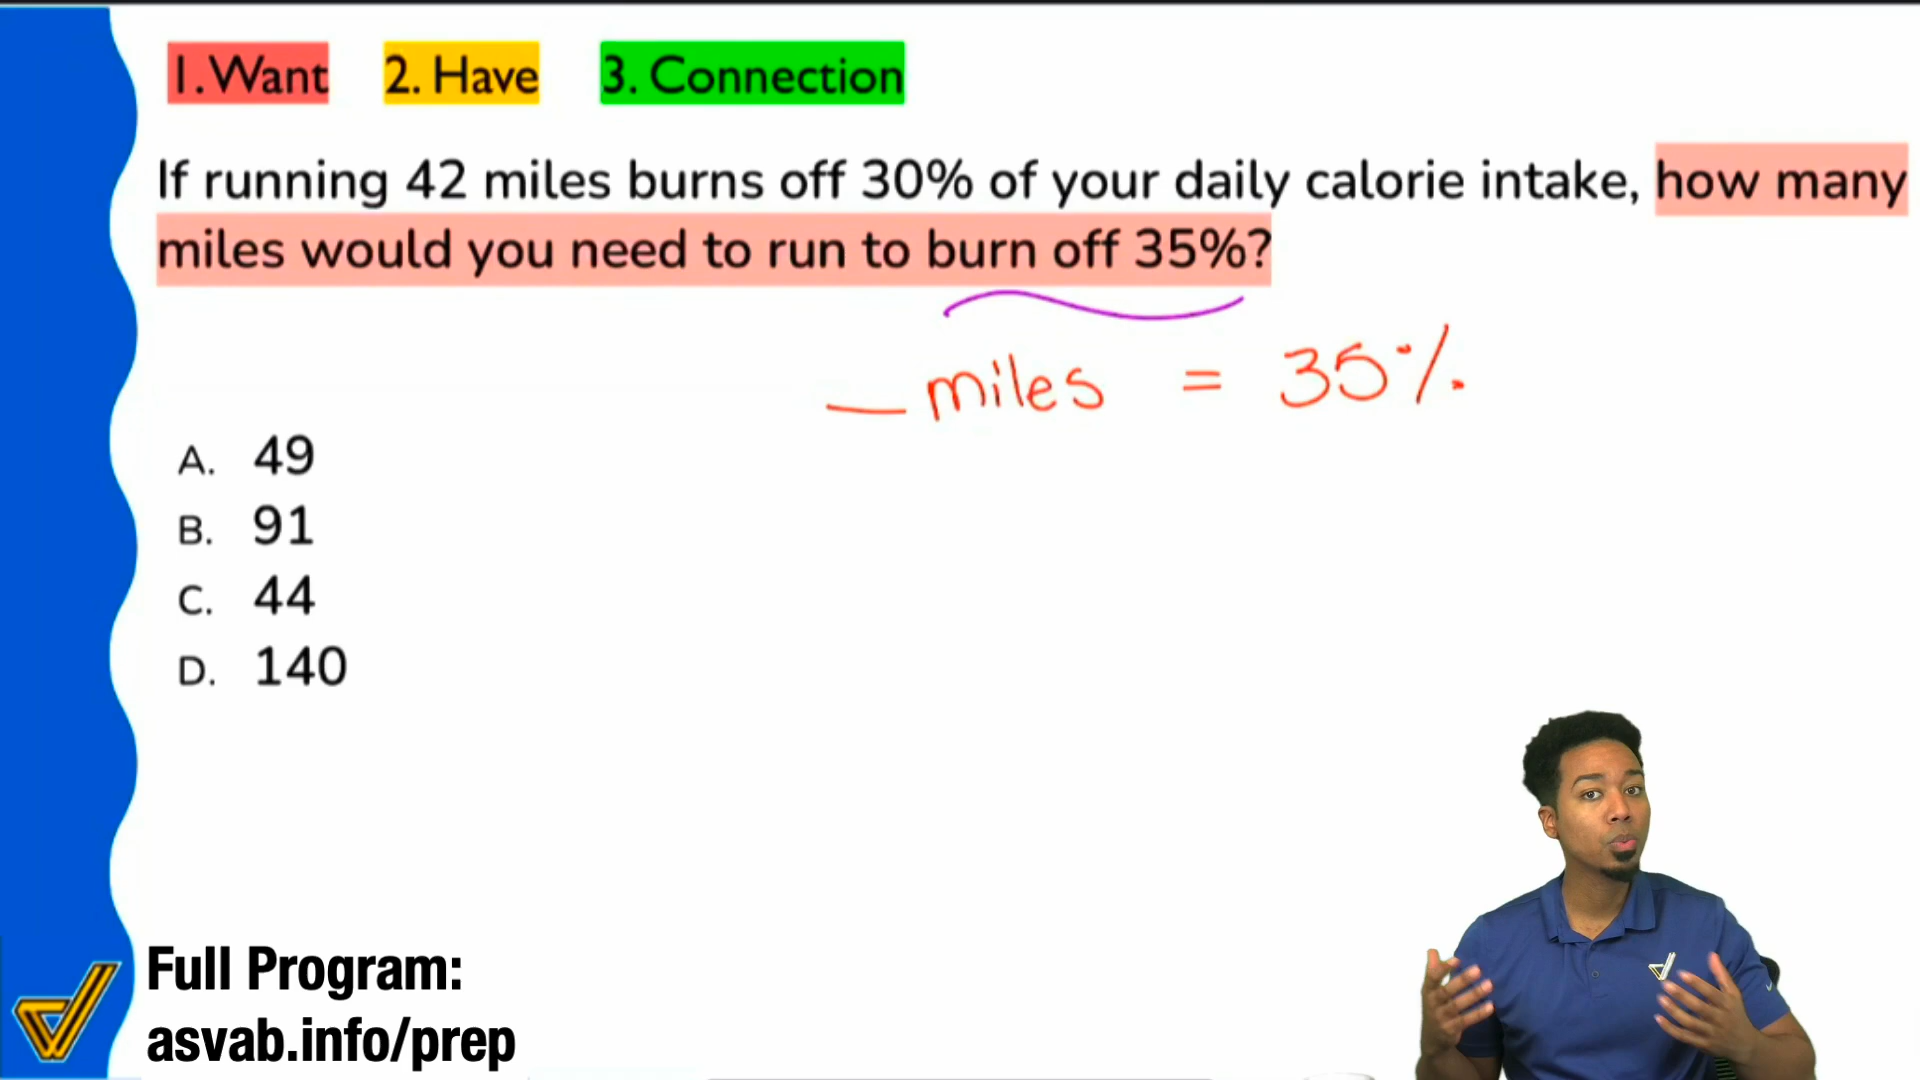 1. Want 2. Have 3. Connection
If running 42 miles burns off 30% of your daily calorie intake, how many
miles would you need to run to burn off 35%?
_ miles = 35%
A. 49
B. 91
C. 44
D. 140
Full Program:
asvab.info/prep